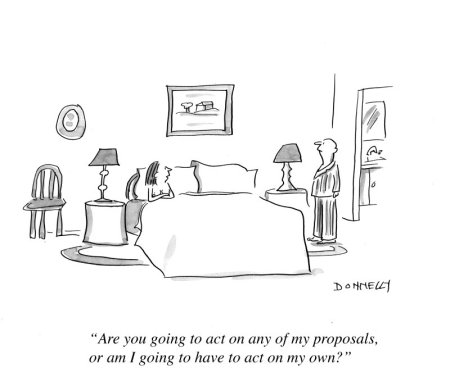 DONNELLY
“Are you going to act on any of my proposals,
or am I going to have to act on my own?”